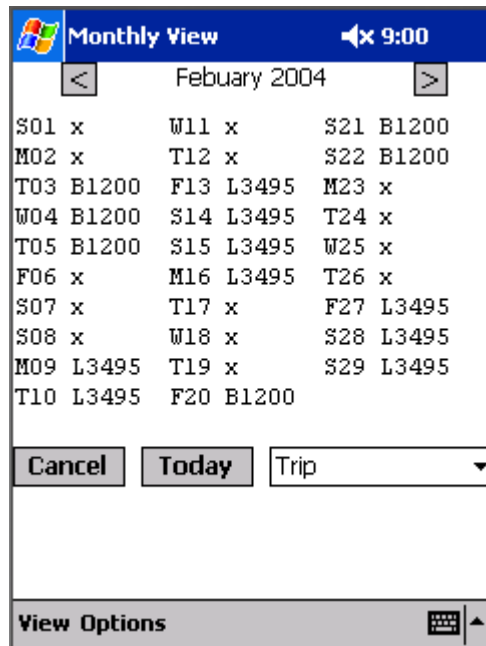 Monthly View 9:00
< Febuary 2004 >
S01 x W11 x S21 B1200
M02 x T12 x S22 B1200
T03 B1200 F13 L3495 M23 x
W04 B1200 S14 L3495 T24 x
T05 B1200 S15 L3495 W25 x
F06 x M16 L3495 T26 x
S07 x T17 x F27 L3495
S08 x W18 x S28 L3495
M09 L3495 T19 x S29 L3495
T10 L3495 F20 B1200
Cancel Today Trip
View Options